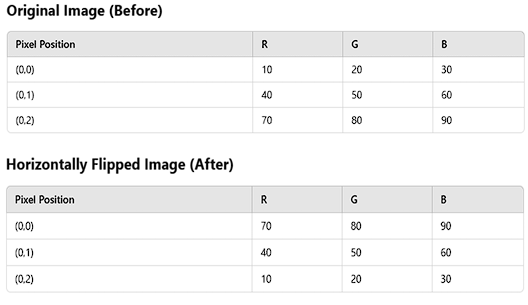 Original Image (Before)
Pixel Position R G B
(0,0) 10 20 30
(0,1) 40 50 60
(0,2) 70 80 90
Horizontally Flipped Image (After)
Pixel Position R G B
(0,0) 70 80 90
(0,1) 40 50 60
(0,2) 10 20 30